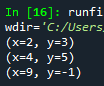 In [16]: runfi
wdir='C:/Users/
(x=2, y=3)
(x=4, y=5)
(x=9, y=-1)